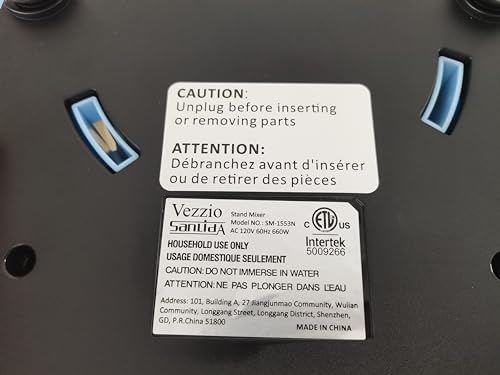 CAUTION:
Unplug before inserting
or removing parts
ATTENTION:
Débranchez avant d'insérer
ou de retirer des pièces
Vezzio
SanLidA
Stand Mixer
Model NO.: SM-1553N
AC 120V 60Hz 660W
HOUSEHOLD USE ONLY
USAGE DOMESTIQUE SEULEMENT
CAUTION: DO NOT IMMERSE IN WATER
ATTENTION: NE PAS PLONGER DANS L'EAU
Address: 101, Building A, 27 Jiangjunmao Community, Wulian
Community, Longgang Street, Longgang District, Shenzhen,
GD, P.R.China 51800
C ETL US
Intertek
5009266
MADE IN CHINA